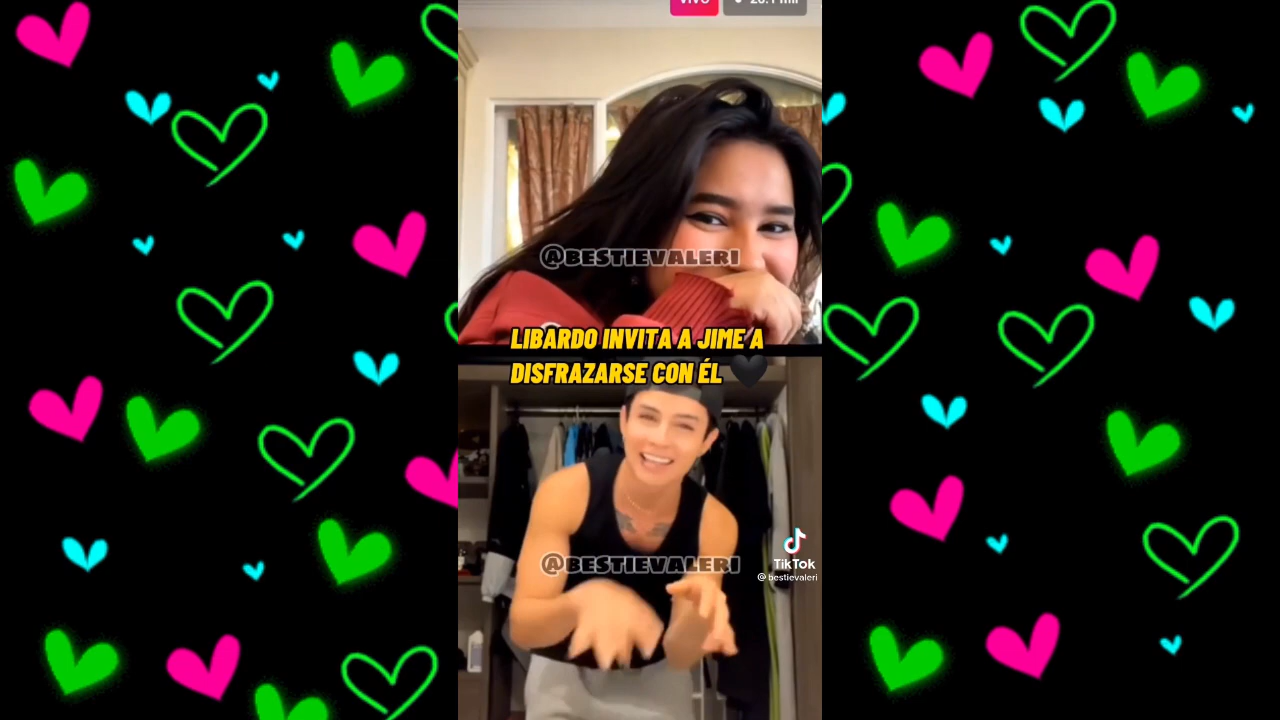 @BESTIEVALERI
LIBARDO INVITA A JIME A
DISFRAZARSE CON ÉL
@BESTIEVALERI
TikTok
@bestievaleri